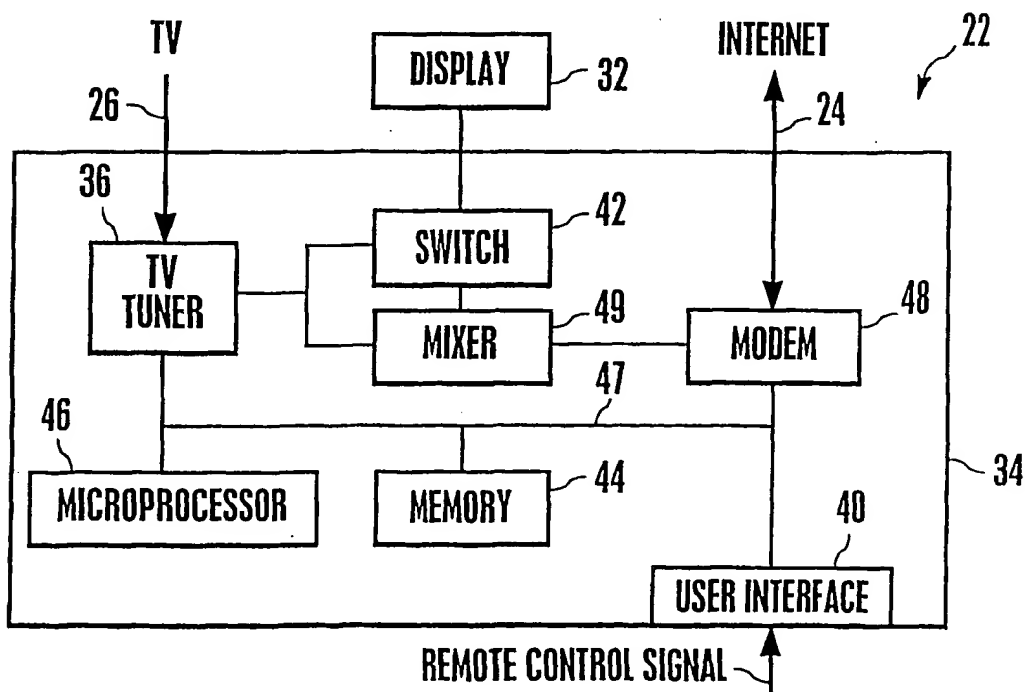 TV
DISPLAY
INTERNET
22
32
26
24
36
42
TV
TUNER
SWITCH
49
48
MIXER
MODEM
47
46
MICROPROCESSOR
MEMORY
44
34
40
USER INTERFACE
REMOTE CONTROL SIGNAL